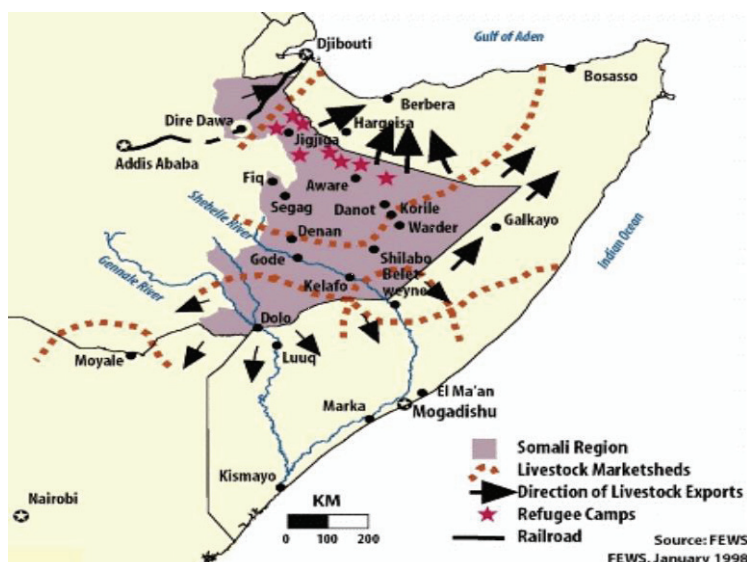 Gulf of Aden
Djibouti
Bosasso
Berbera
Dire Dawa
Hargeisa
Jigjiga
Addis Ababa
Fiq
Aware
Segag
Shebelle River
Danot
Korile
Warder
Galkayo
Denan
Indian Ocean
Gode
Shilabo
Gennale River
Kelafo
Belet-
weyne
Dolo
Moyale
Luuq
El Ma'an
Marka
Mogadishu
Somali Region
Livestock Marketsheds
Kismayo
Direction of Livestock Exports
KM
Nairobi
Refugee Camps
0 100 200
Railroad
Source: FEWS
FEWS, January 1998